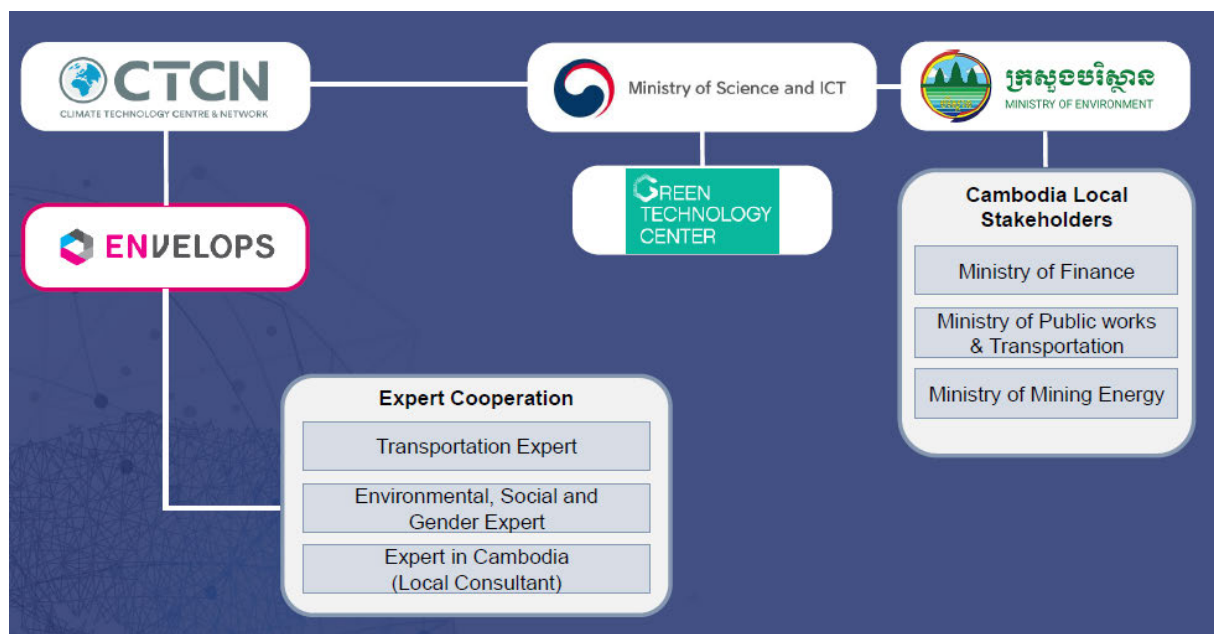 CTCN
CLIMATE TECHNOLOGY CENTRE & NETWORK
Ministry of Science and ICT
ក្រសួងបរិស្ថាន
MINISTRY OF ENVIRONMENT
ENVELOPS
GREEN
TECHNOLOGY
CENTER
Cambodia Local
Stakeholders
Ministry of Finance
Ministry of Public works
& Transportation
Ministry of Mining Energy
Expert Cooperation
Transportation Expert
Environmental, Social and
Gender Expert
Expert in Cambodia
(Local Consultant)